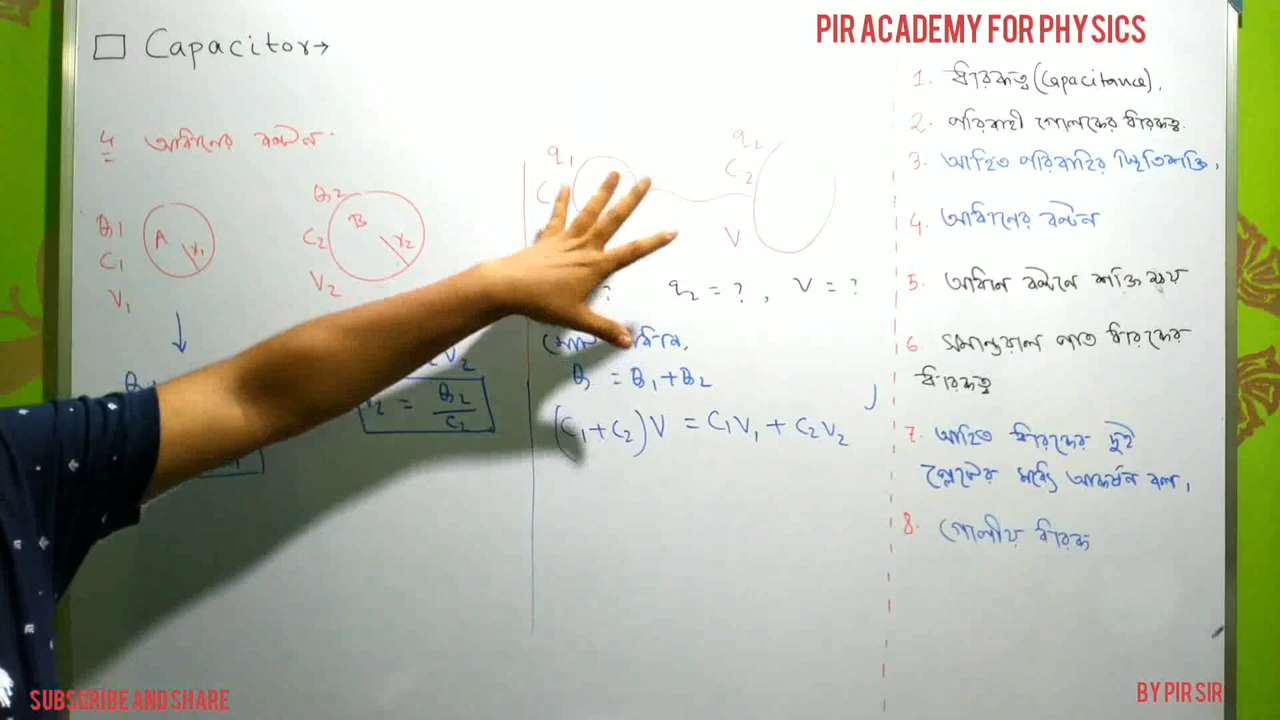 PIR ACADEMY FOR PHYSICS
Capacitor→
4 আধানের বন্টন
Q1
C1
V1
A
r1
Q2
C2
V2
B
r2
V2
= Q2/C2
q1
q2
C2
V
? q2 = ? , V = ?
Q = Q1 + Q2
(C1 + C2) V = C1V1 + C2V2
1. ধারকত্ব (Capacitance).
2. পরিবাহী গোলকের ধারকত্ব.
3. আহিত পরিবাহির স্থিতিশক্তি,
4. আধানের বন্টন
5. আধান বন্টনে শক্তি ক্ষয়
6. সমান্তরাল পাত ধারকের
ধারকত্ব
7. আহিত ধারকের দুই
প্লেটের মধ্যে আকর্ষন বল,
8. গোলীয় ধারক
SUBSCRIBE AND SHARE
BY PIR SIR